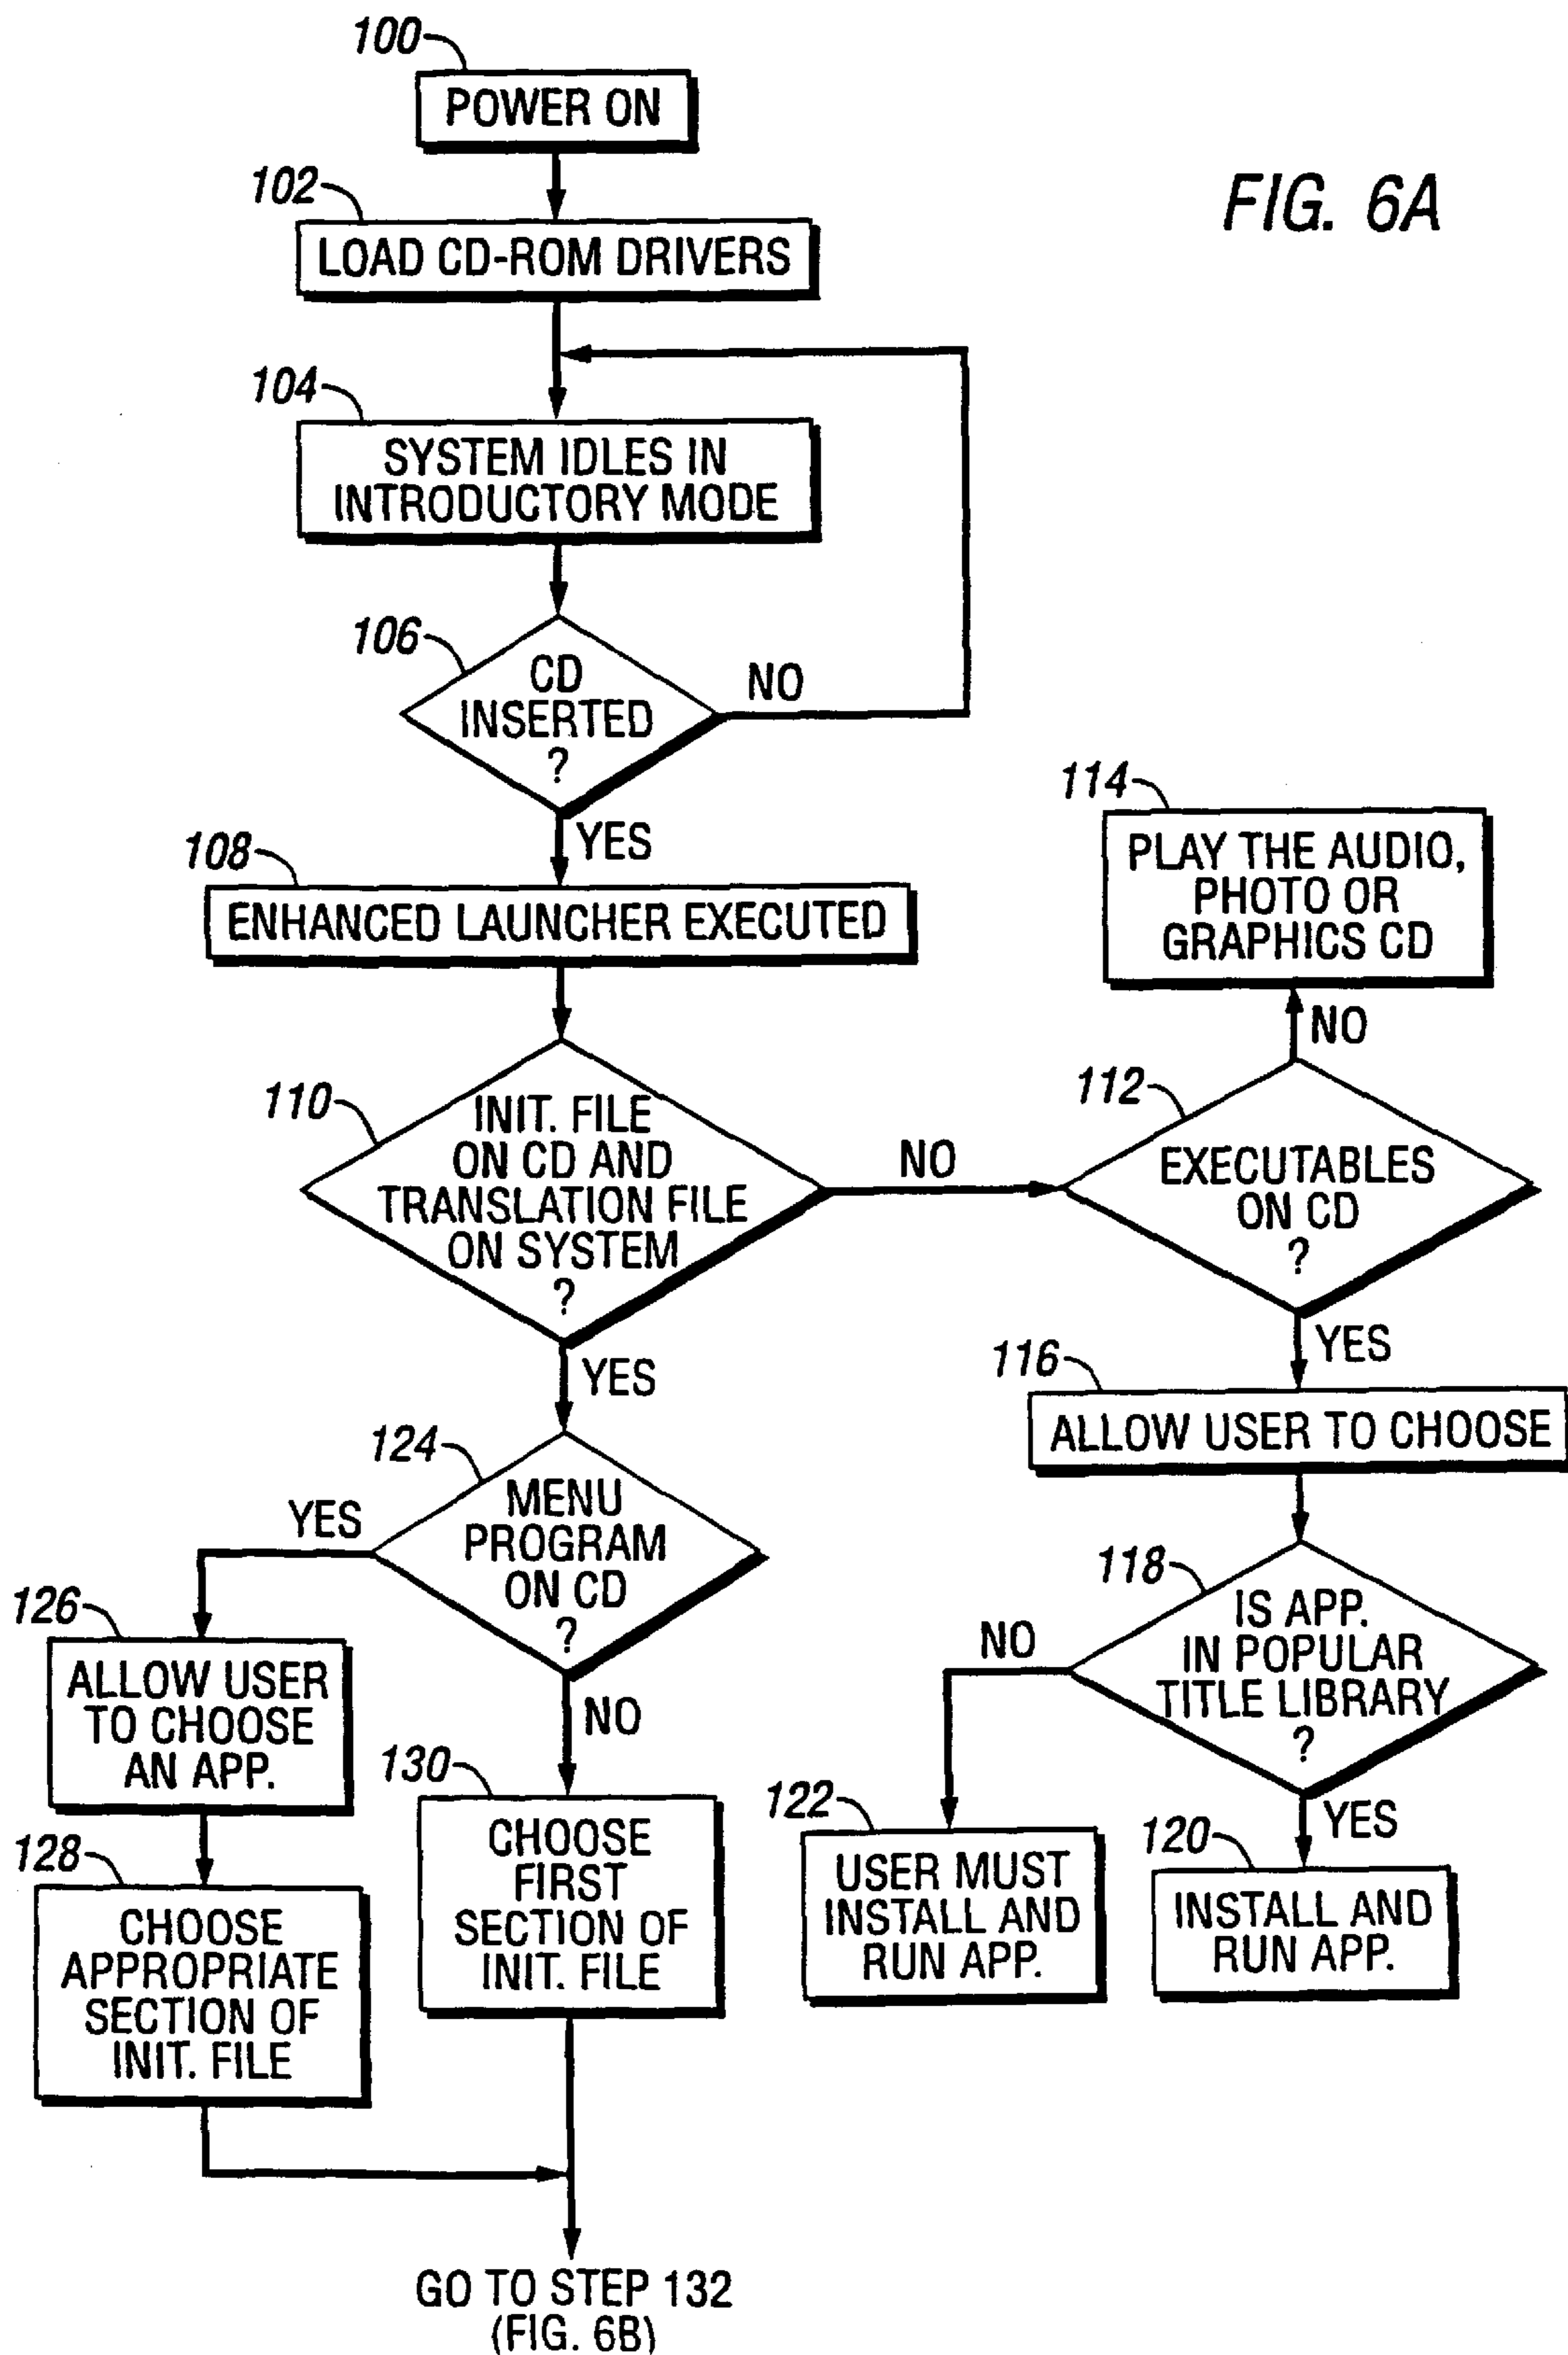 100
POWER ON
FIG. 6A
102
LOAD CD-ROM DRIVERS
104
SYSTEM IDLES IN
INTRODUCTORY MODE
106
CD
INSERTED
?
NO
YES
108
ENHANCED LAUNCHER EXECUTED
114
PLAY THE AUDIO,
PHOTO OR
GRAPHICS CD
NO
110
INIT. FILE
ON CD AND
TRANSLATION FILE
ON SYSTEM
?
NO
112
EXECUTABLES
ON CD
?
YES
YES
116
ALLOW USER TO CHOOSE
124
MENU
PROGRAM
ON CD
?
YES
NO
118
IS APP.
IN POPULAR
TITLE LIBRARY
?
NO
YES
126
ALLOW USER
TO CHOOSE
AN APP.
130
CHOOSE
FIRST
SECTION OF
INIT. FILE
122
USER MUST
INSTALL AND
RUN APP.
120
INSTALL AND
RUN APP.
128
CHOOSE
APPROPRIATE
SECTION OF
INIT. FILE
GO TO STEP 132
(FIG. 6B)